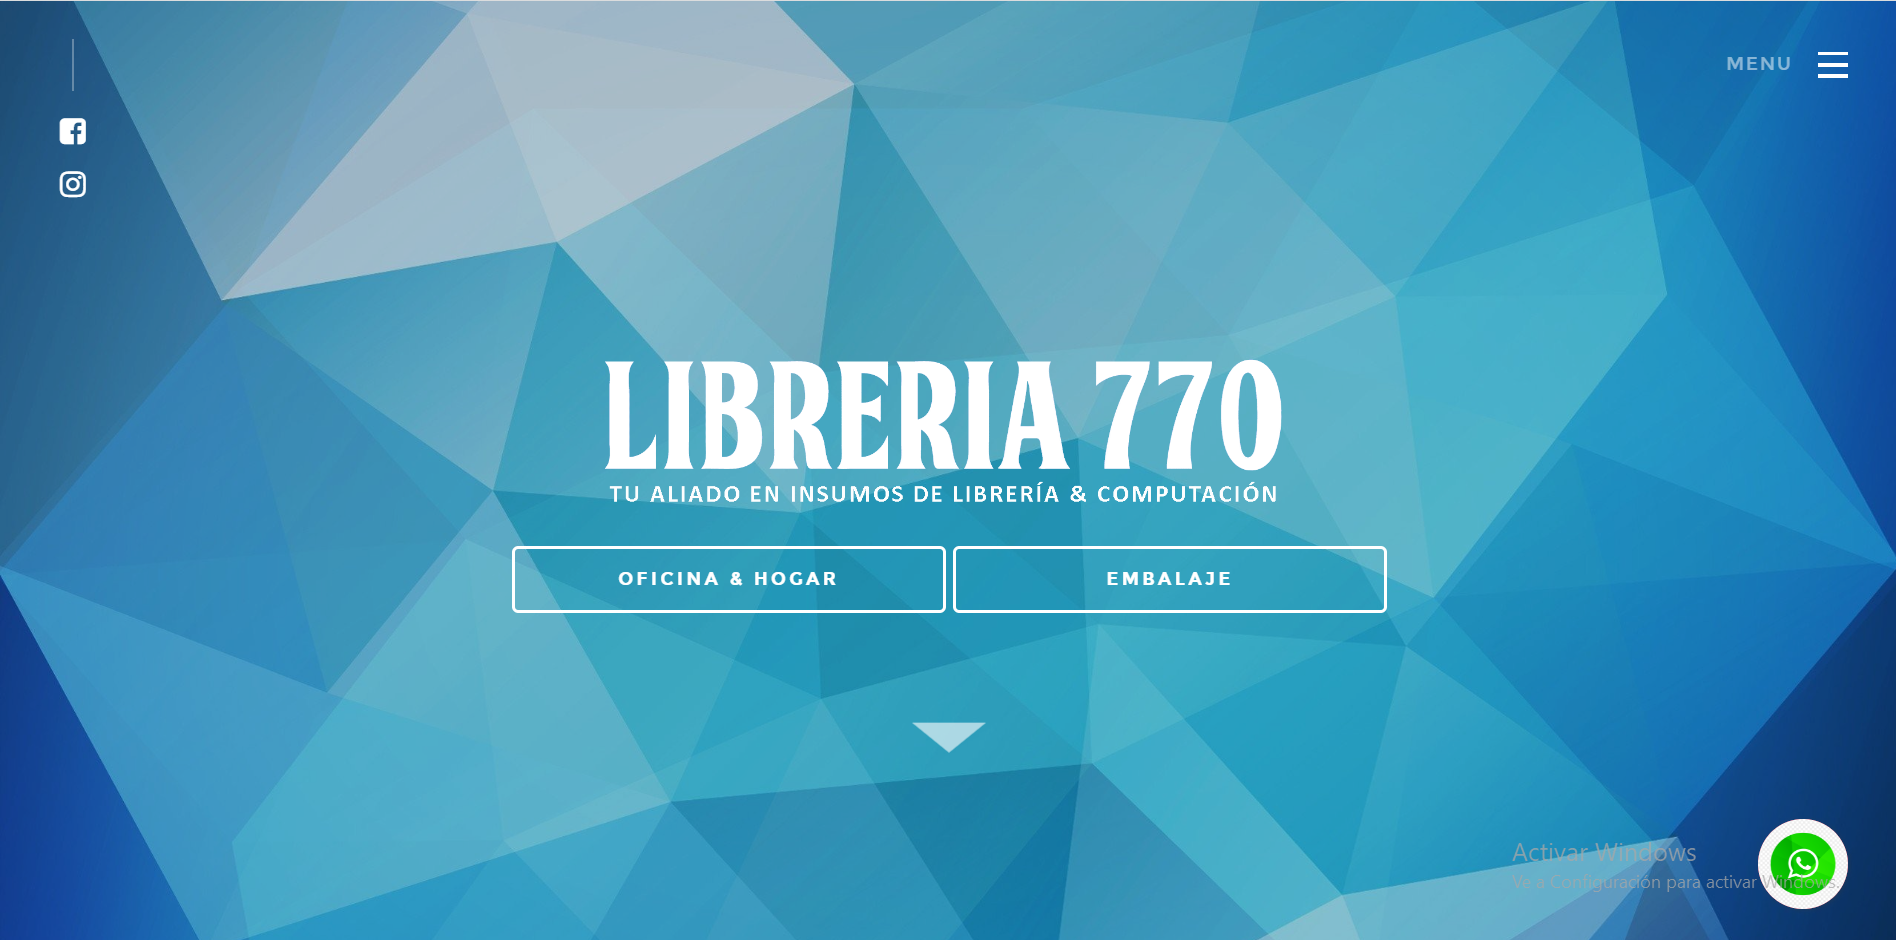 MENU
LIBRERIA 770
TU ALIADO EN INSUMOS DE LIBRERÍA & COMPUTACIÓN
OFICINA & HOGAR
EMBALAJE
Activar Windows
Ve a Configuración para activar Windows.